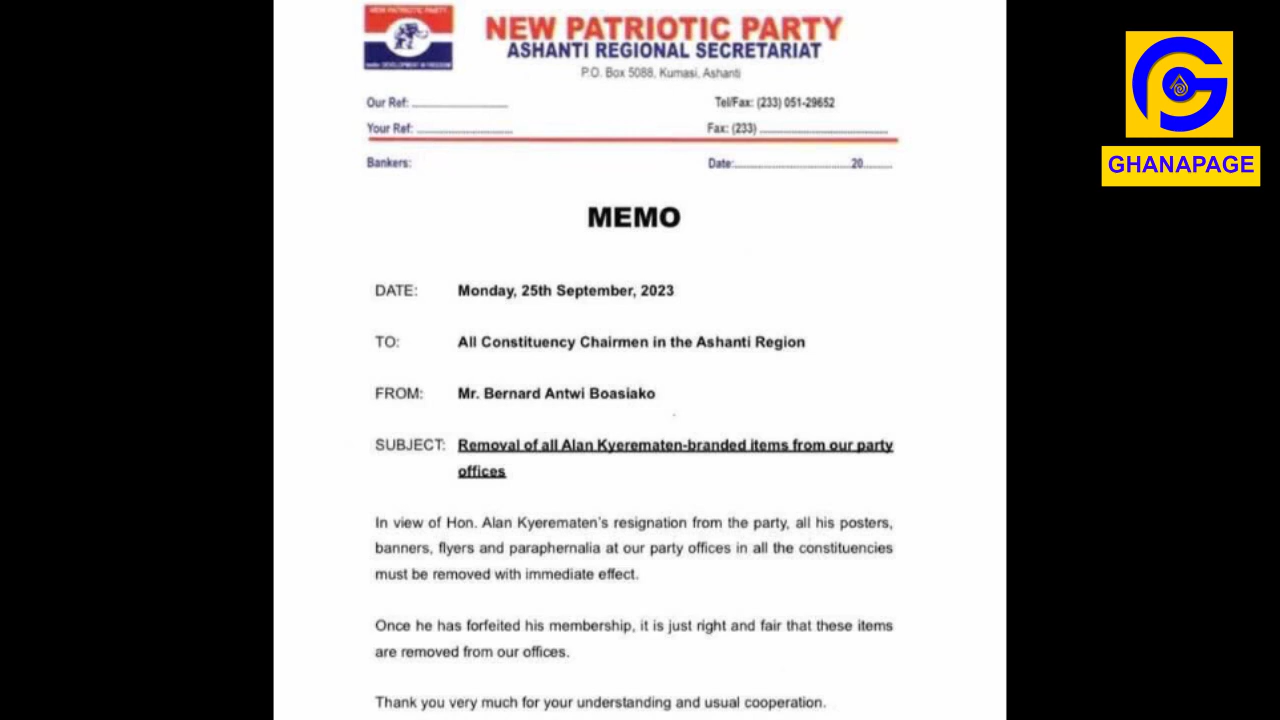 NEW PATRIOTIC PARTY
NEW PATRIOTIC PARTY
ASHANTI REGIONAL SECRETARIAT
P.O. Box 5088, Kumasi, Ashanti
DEVELOPMENT IN FREEDOM
Our Ref: Tel/Fax: (233) 051-29652
Your Ref: Fax: (233)
Bankers: Date: 20
GHANAPAGE
MEMO
DATE: Monday, 25th September, 2023
TO: All Constituency Chairmen in the Ashanti Region
FROM: Mr. Bernard Antwi Boasiako
SUBJECT: Removal of all Alan Kyerematen-branded items from our party
offices
In view of Hon. Alan Kyerematen's resignation from the party, all his posters,
banners, flyers and paraphernalia at our party offices in all the constituencies
must be removed with immediate effect.
Once he has forfeited his membership, it is just right and fair that these items
are removed from our offices.
Thank you very much for your understanding and usual cooperation.